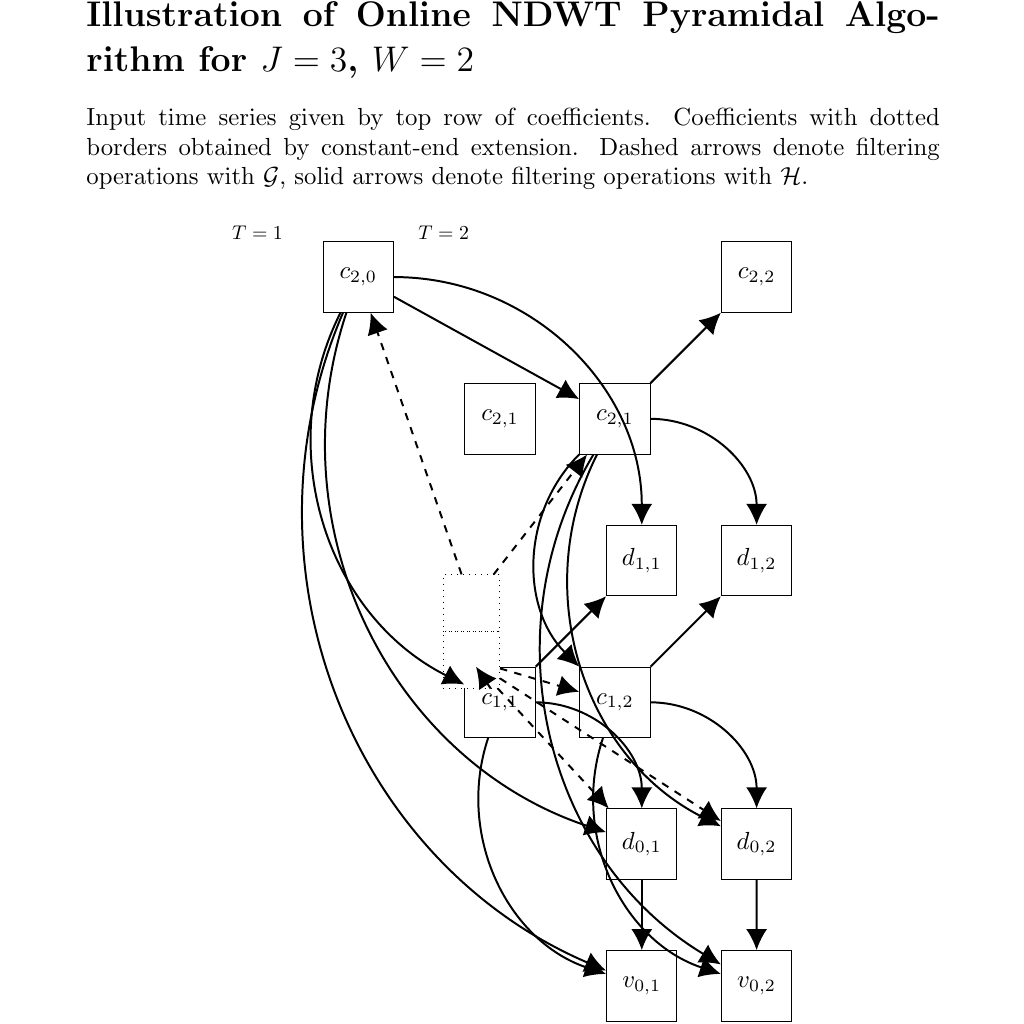 Illustration of Online NDWT Pyramidal Algo-
rithm for J = 3, W = 2
Input time series given by top row of coefficients. Coefficients with dotted
borders obtained by constant-end extension. Dashed arrows denote filtering
operations with 𝒢, solid arrows denote filtering operations with ℋ.
T = 1 T = 2
c_{2,0} c_{2,2}
c_{2,1} c_{2,1}
d_{1,1} d_{1,2}
c_{1,1} c_{1,2}
d_{0,1} d_{0,2}
v_{0,1} v_{0,2}